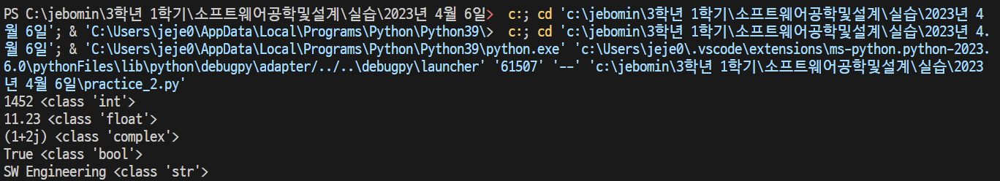 PS C:\jebomin\3학년 1학기\소프트웨어공학및설계\실습\2023년 4월 6일>  c:; cd 'c:\jebomin\3학년 1학기\소프트웨어공학및설계\실습\2023년 4
월 6일'; & 'C:\Users\jeje0\AppData\Local\Programs\Python\Python39\>  c:; cd 'c:\jebomin\3학년 1학기\소프트웨어공학및설계\실습\2023년 4.
월 6일'; & 'C:\Users\jeje0\AppData\Local\Programs\Python\Python39\python.exe' 'c:\Users\jeje0\.vscode\extensions\ms-python.python-2023.
6.0\pythonFiles\lib\python\debugpy\adapter/../..\debugpy\launcher' '61507' '--' 'c:\jebomin\3학년 1학기\소프트웨어공학및설계\실습\2023
년 4월 6일\practice_2.py'
1452 <class 'int'>
11.23 <class 'float'>
(1+2j) <class 'complex'>
True <class 'bool'>
SW Engineering <class 'str'>